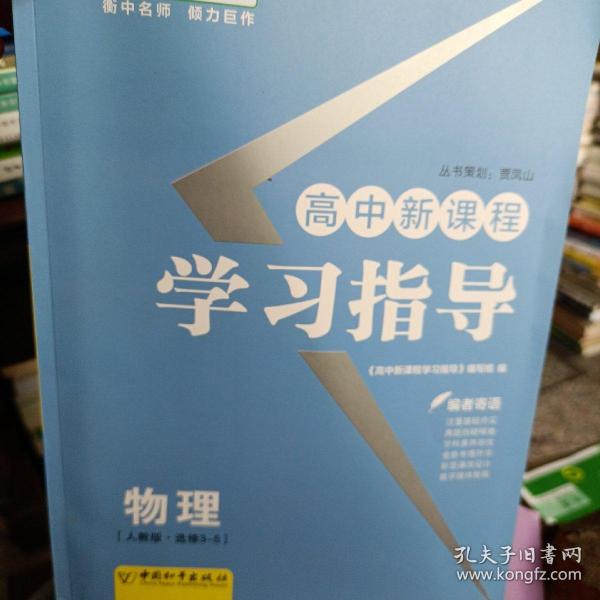 衡中名师 倾力巨作
丛书策划：贾凤山
高中新课程
学习指导
《高中新课程学习指导》编写组 编
编者寄语
物理
[人教版·选修3-5]
中国和平出版社
孔夫子旧书网
www.kongfz.com